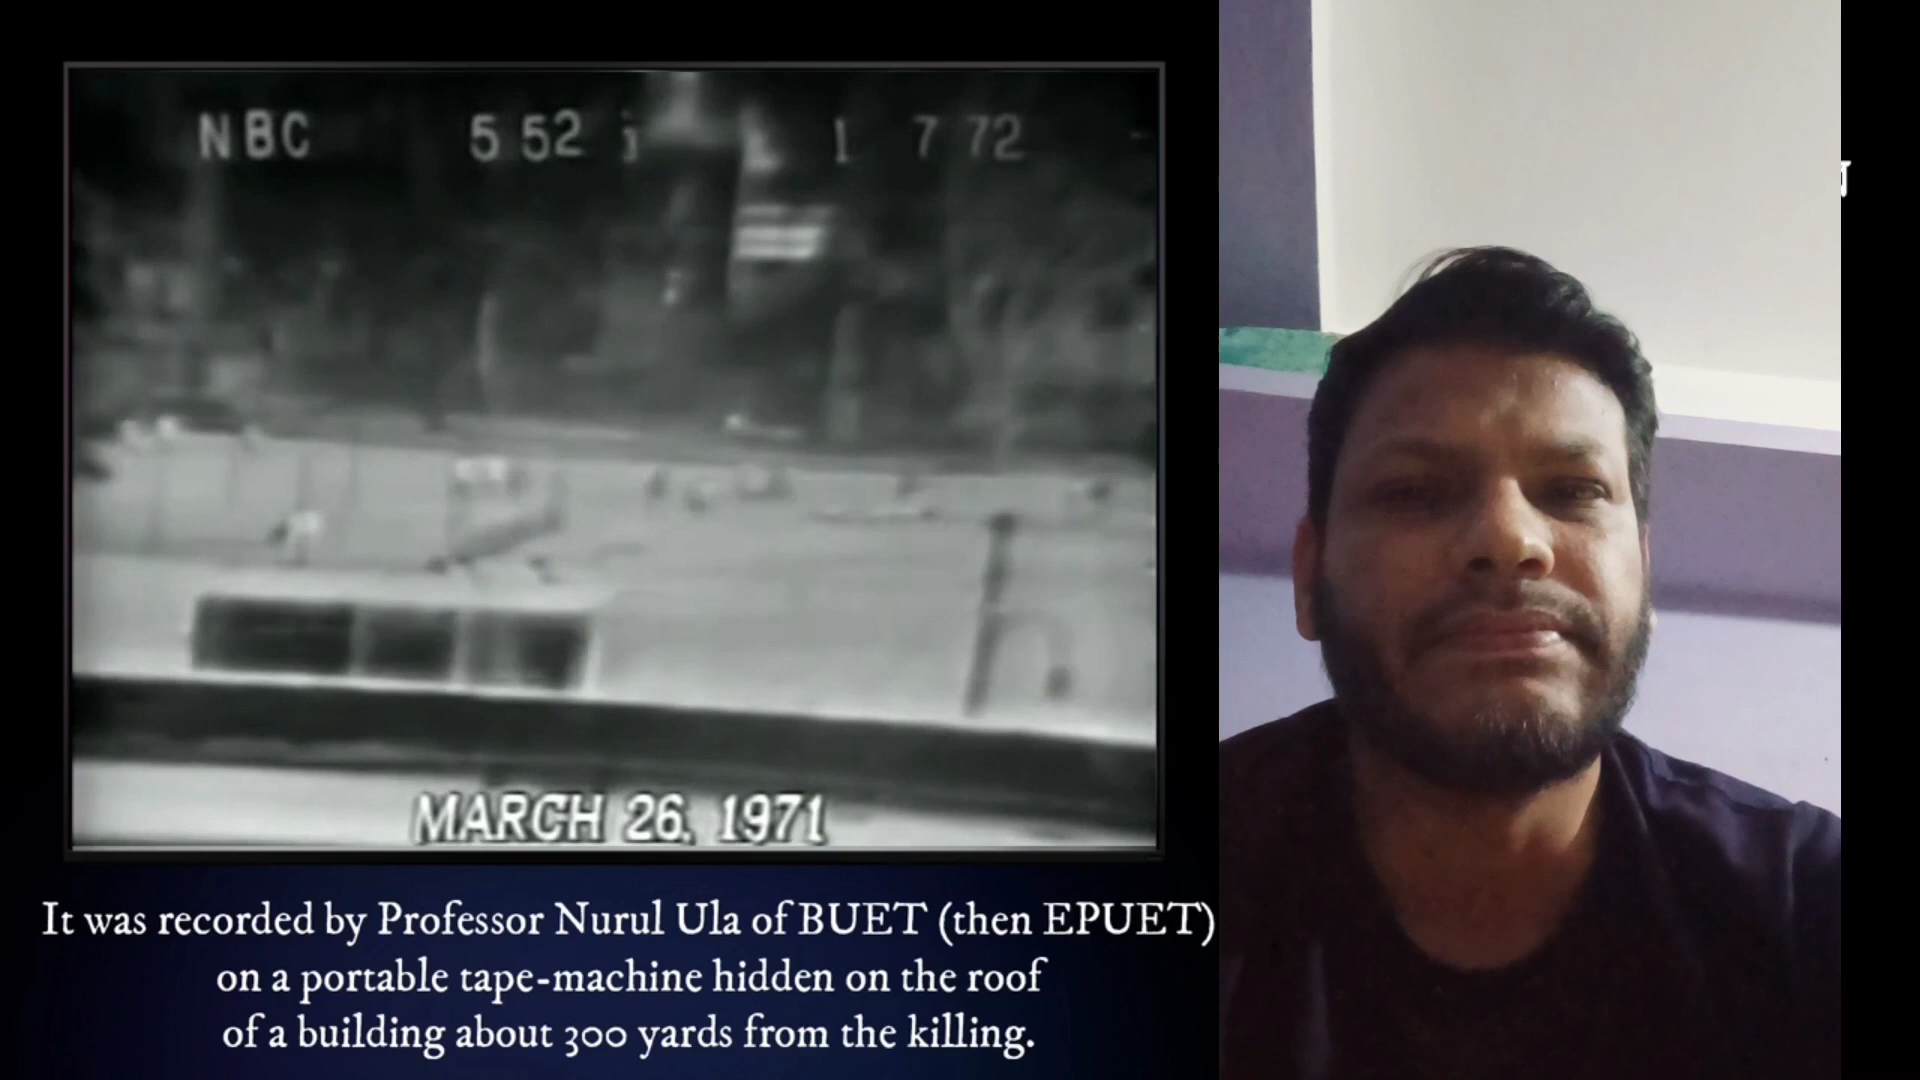 NBC 5 52 1 7 72
MARCH 26, 1971
It was recorded by Professor Nurul Ula of BUET (then EPUET)
on a portable tape-machine hidden on the roof
of a building about 300 yards from the killing.